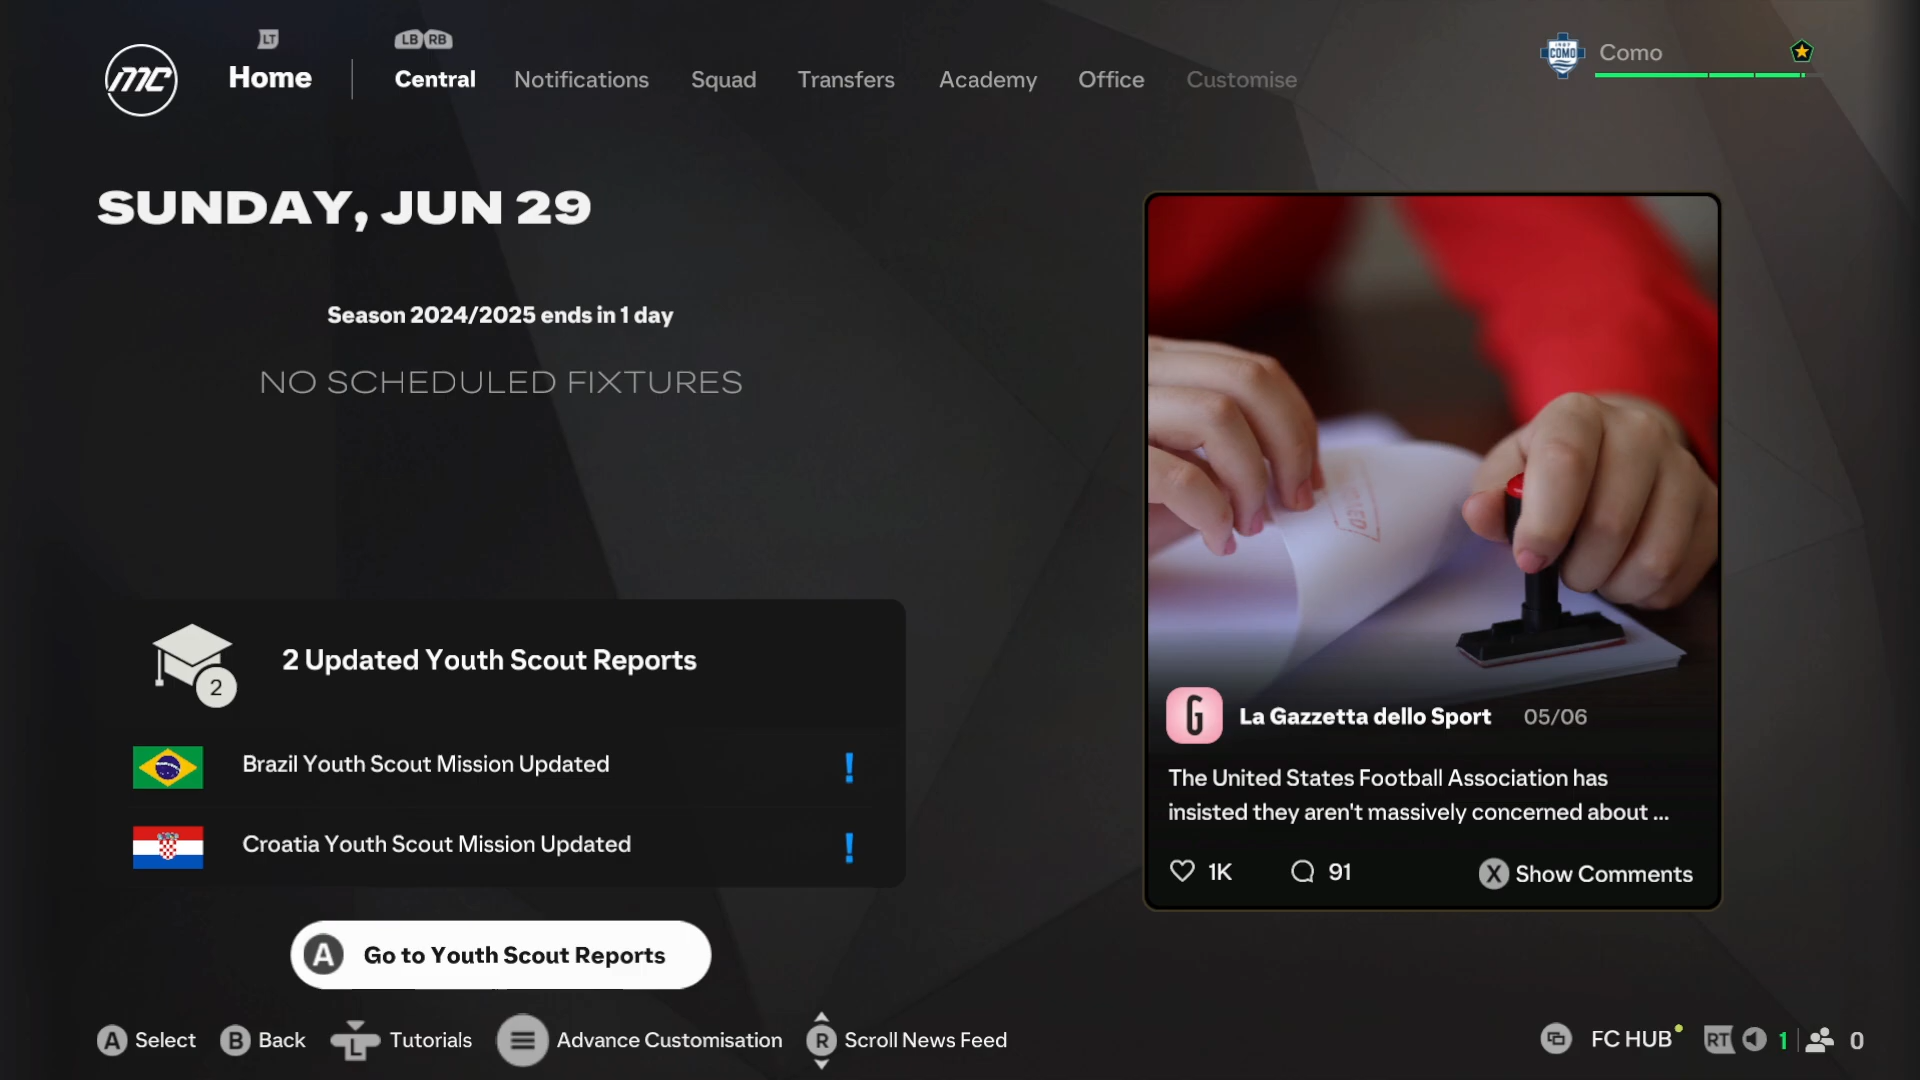 LT
LB RB
MC
Home
Central
Notifications
Squad
Transfers
Academy
Office
Customise
COMO
Como
SUNDAY, JUN 29
Season 2024/2025 ends in 1 day
NO SCHEDULED FIXTURES
2
2 Updated Youth Scout Reports
Brazil Youth Scout Mission Updated !
Croatia Youth Scout Mission Updated !
A Go to Youth Scout Reports
G La Gazzetta dello Sport 05/06
The United States Football Association has
insisted they aren't massively concerned about ...
1K 91 X Show Comments
A Select B Back L Tutorials Advance Customisation R Scroll News Feed
FC HUB RT 1 0